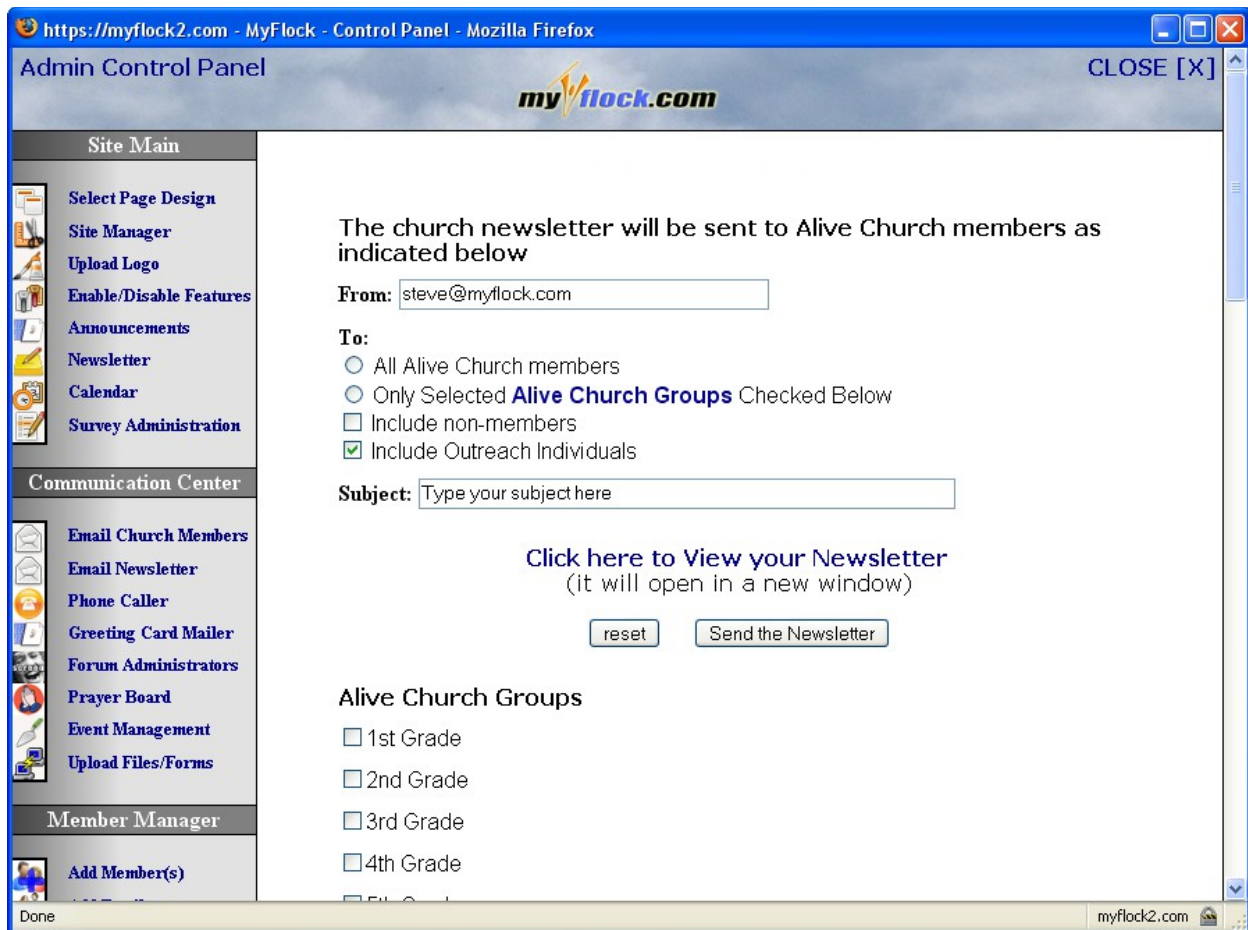 https://myflock2.com - MyFlock - Control Panel - Mozilla Firefox
Admin Control Panel
CLOSE [X]
myflock.com
Site Main
Select Page Design
Site Manager
Upload Logo
Enable/Disable Features
Announcements
Newsletter
Calendar
Survey Administration
Communication Center
Email Church Members
Email Newsletter
Phone Caller
Greeting Card Mailer
Forum Administrators
Prayer Board
Event Management
Upload Files/Forms
Member Manager
Add Member(s)
The church newsletter will be sent to Alive Church members as
indicated below
From: steve@myflock.com
To:
All Alive Church members
Only Selected Alive Church Groups Checked Below
Include non-members
Include Outreach Individuals
Subject: Type your subject here
Click here to View your Newsletter
(it will open in a new window)
reset Send the Newsletter
Alive Church Groups
1st Grade
2nd Grade
3rd Grade
4th Grade
Done
myflock2.com